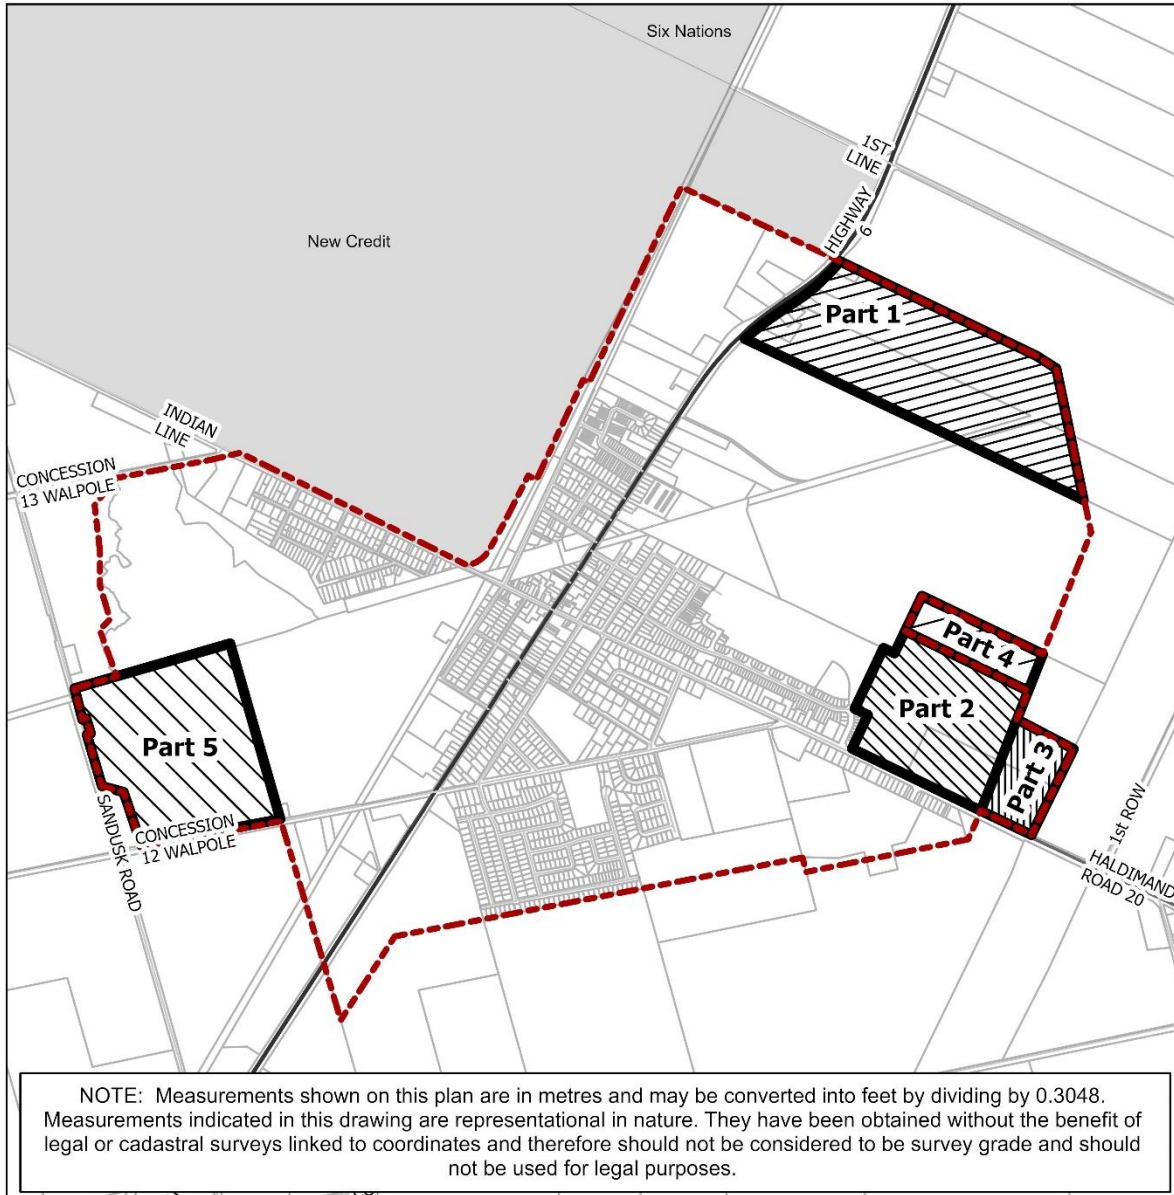 Six Nations
1ST
LINE
HIGHWAY
6
New Credit
Part 1
INDIAN
LINE
CONCESSION
13 WALPOLE
Part 4
Part 2
Part 3
Part 5
SANDUSK ROAD
CONCESSION
12 WALPOLE
1st ROW
HALDIMAND
ROAD 20
NOTE: Measurements shown on this plan are in metres and may be converted into feet by dividing by 0.3048.
Measurements indicated in this drawing are representational in nature. They have been obtained without the benefit of
legal or cadastral surveys linked to coordinates and therefore should not be considered to be survey grade and should
not be used for legal purposes.